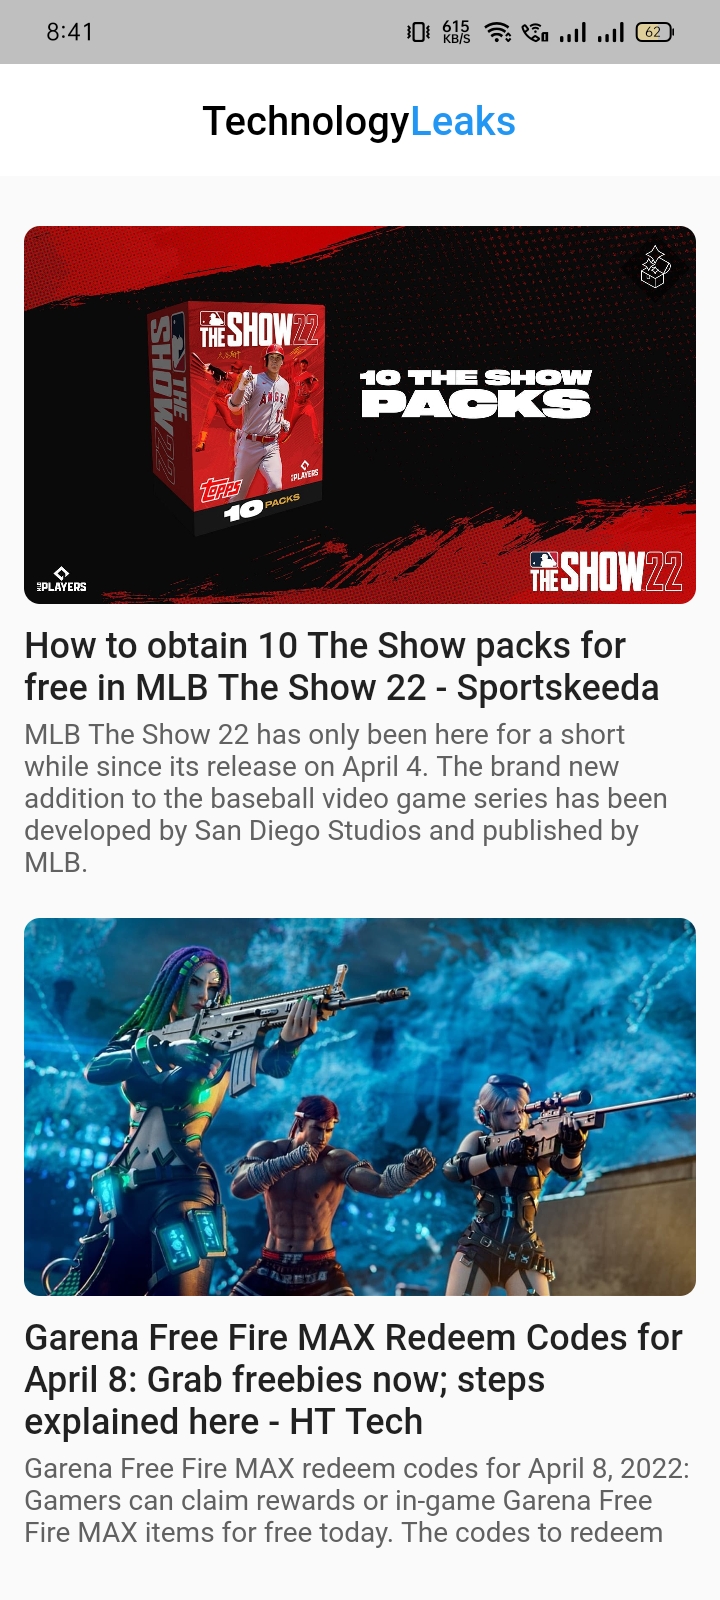 8:41
615
KB/S
62
TechnologyLeaks
THE SHOW 22
THE SHOW 22
ANGELS
topps
PLAYERS
10 PACKS
10 THE SHOW
PACKS
PLAYERS
THE SHOW 22
How to obtain 10 The Show packs for
free in MLB The Show 22 - Sportskeeda
MLB The Show 22 has only been here for a short
while since its release on April 4. The brand new
addition to the baseball video game series has been
developed by San Diego Studios and published by
MLB.
FF
GARENA
Garena Free Fire MAX Redeem Codes for
April 8: Grab freebies now; steps
explained here - HT Tech
Garena Free Fire MAX redeem codes for April 8, 2022:
Gamers can claim rewards or in-game Garena Free
Fire MAX items for free today. The codes to redeem